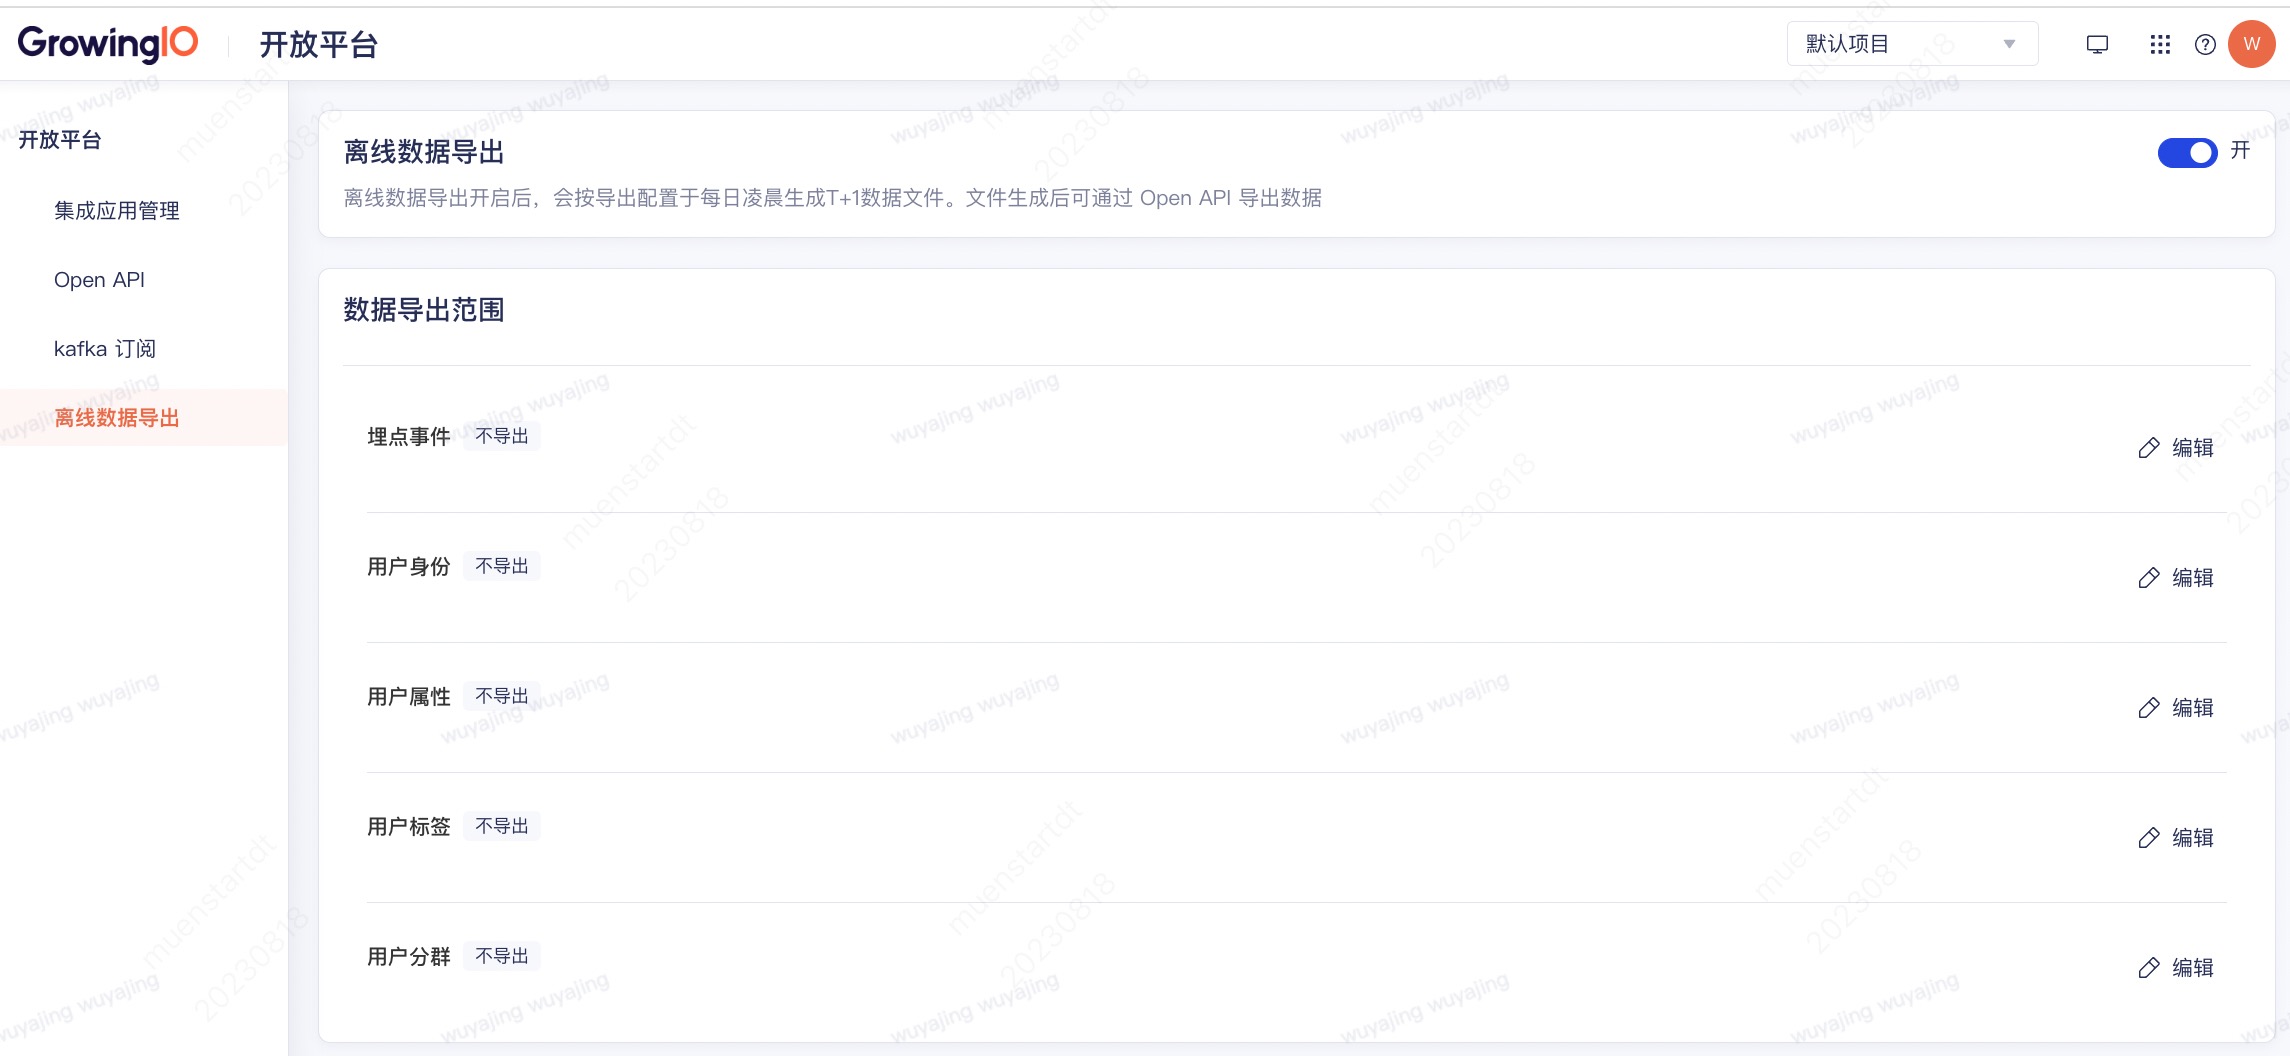 GrowingIO
开放平台
默认项目
W
开放平台
集成应用管理
Open API
kafka 订阅
离线数据导出
离线数据导出
开
离线数据导出开启后，会按导出配置于每日凌晨生成T+1数据文件。文件生成后可通过 Open API 导出数据
数据导出范围
埋点事件 不导出
编辑
用户身份 不导出
编辑
用户属性 不导出
编辑
用户标签 不导出
编辑
用户分群 不导出
编辑
wuyajing wuyajing
muenstartdt
20230818